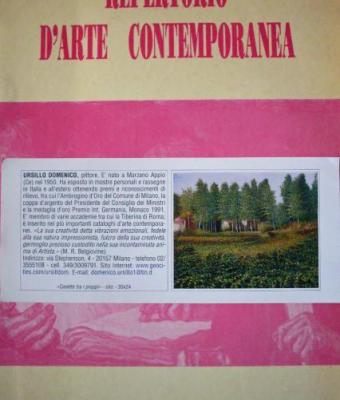 REPERTORIO
D'ARTE CONTEMPORANEA
URSILLO DOMENICO, pittore. E' nato a Marzano Appio
(Ce) nel 1950. Ha esposto in mostre personali e rassegne
in Italia e all'estero ottenendo premi e riconoscimenti di
rilievo, fra cui l'Ambrogino d'Oro del Comune di Milano, la
coppa d'argento del Presidente del Consiglio dei Ministri
e la medaglia d'oro Premio Int. Germania, Monaco 1991.
E' membro di varie accademie tra cui la Tiberina di Roma;
è inserito nei più importanti cataloghi d'arte contempora-
nea. «La sua creatività detta vibrazioni emozionali, fedele
alla sua natura impressionista, fulcro della sua creatività,
germoglio prezioso custodito nella sua incontaminata ani-
ma di Artista.» (M. R. Belgiovine)
Indirizzo: via Stephenson, 4 - 20157 Milano - telefono 02/
3555108 - cell. 349/3009791. Sito Internet: www.geoci-
ties.com/ursildom. E-mail: domenico.ursillo1@tin.it
«Casette tra i pioppi» - olio - 30x24